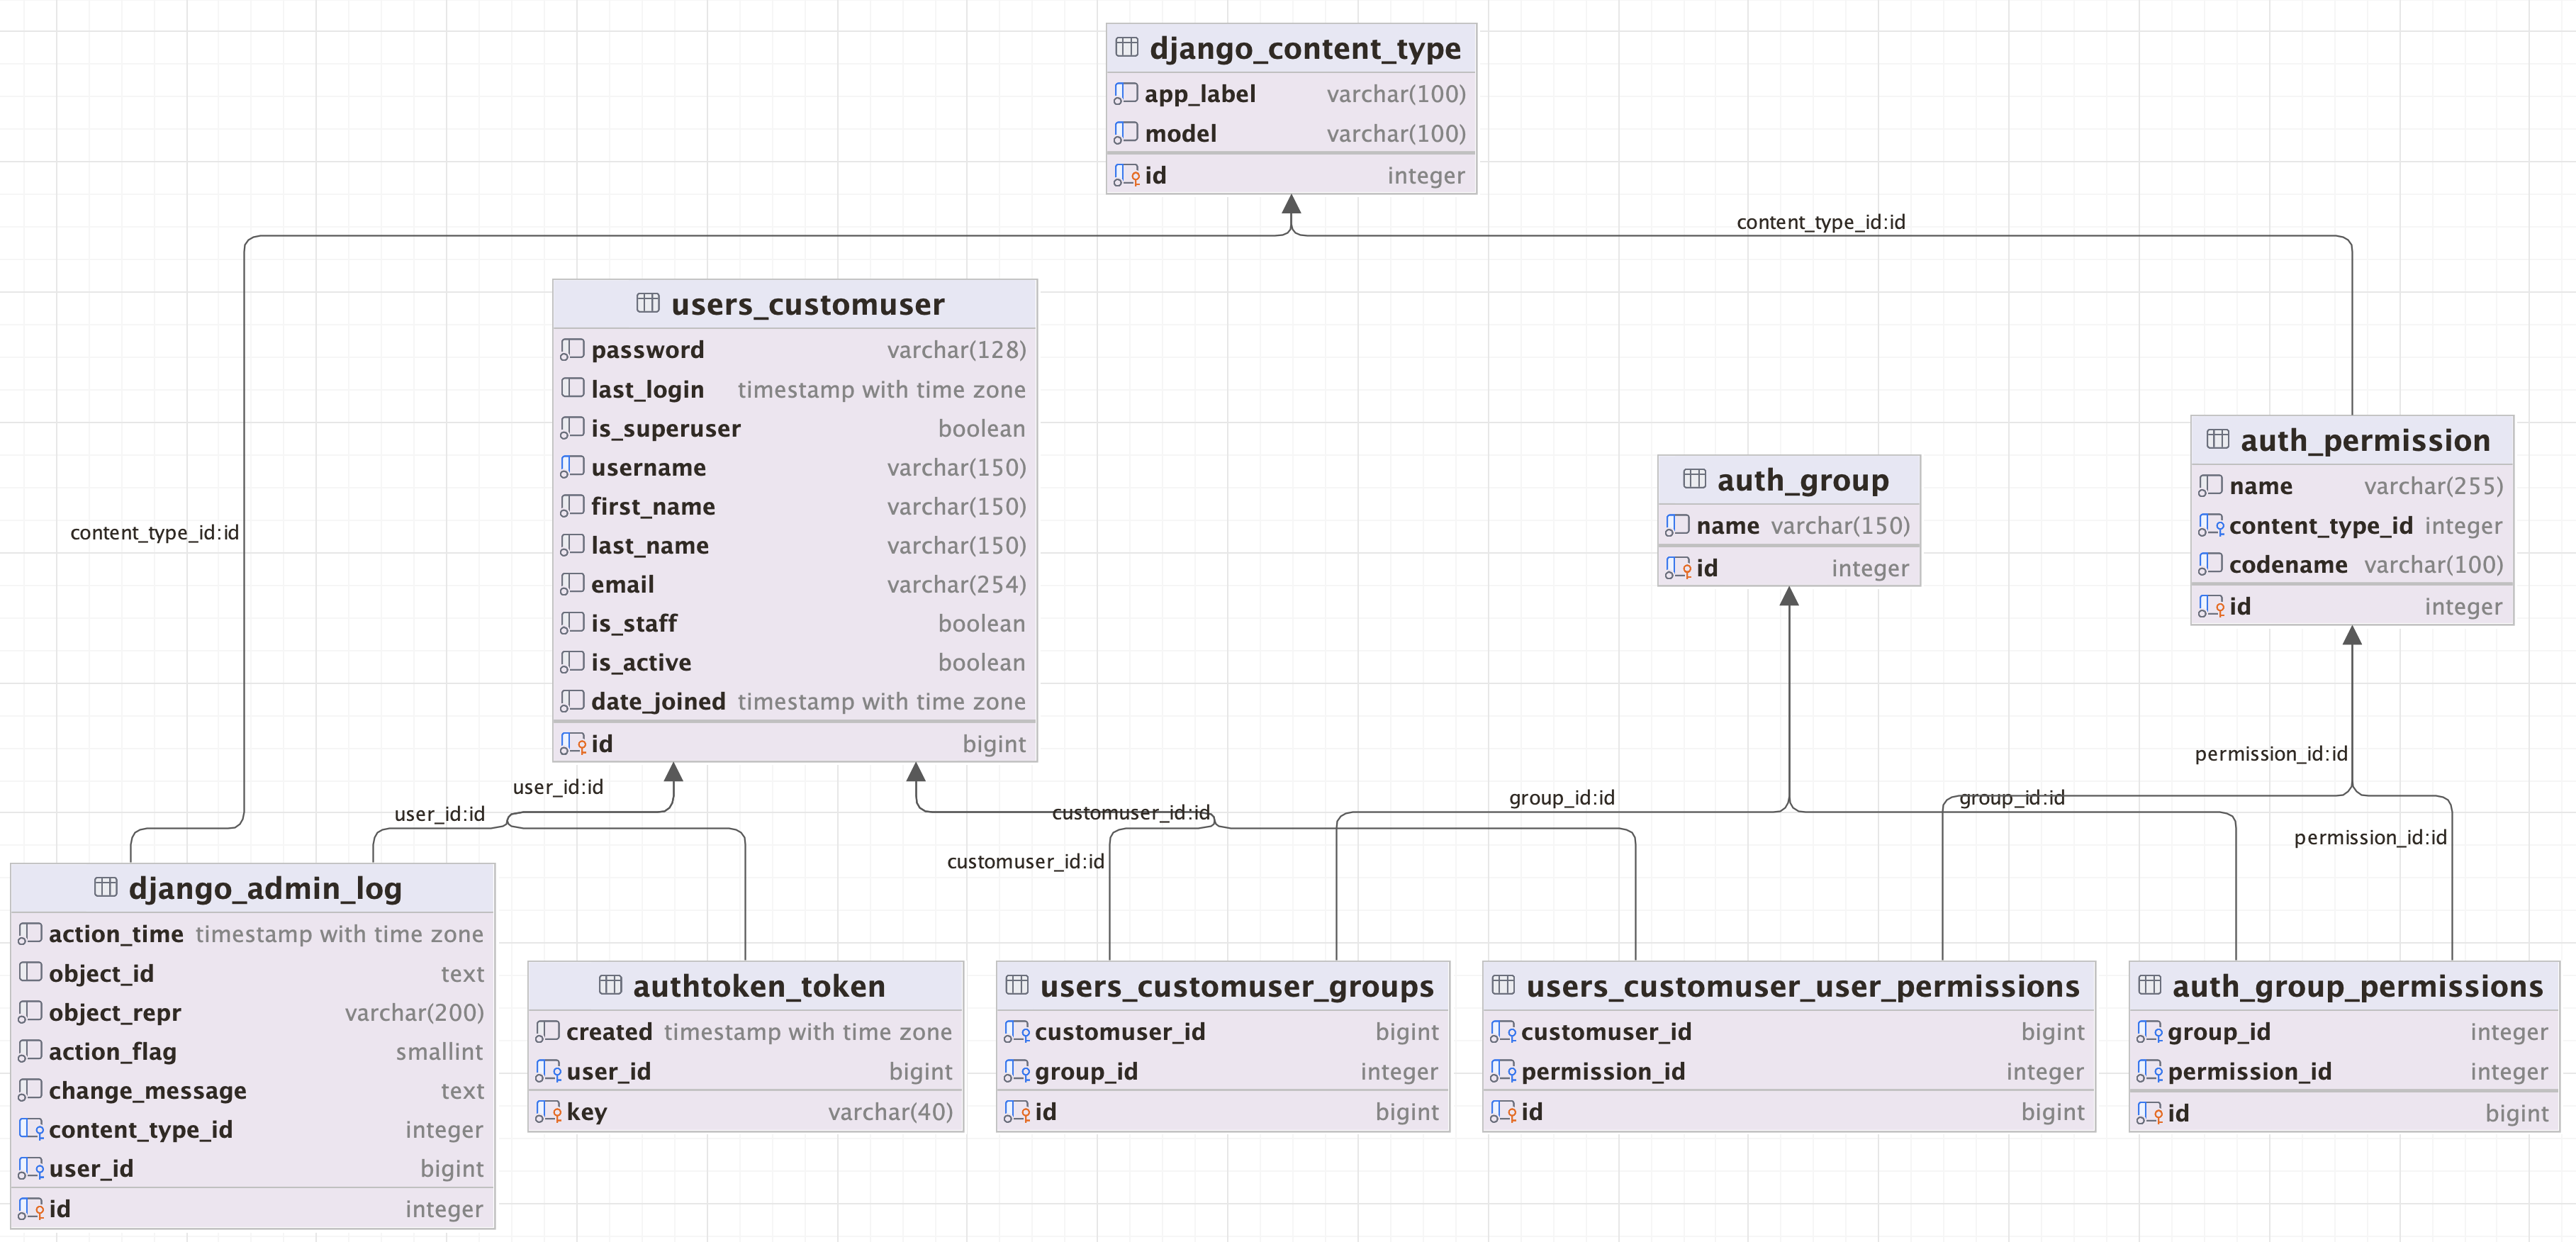 django_content_type
app_label varchar(100)
model varchar(100)
id integer
content_type_id:id
users_customuser
password varchar(128)
last_login timestamp with time zone
is_superuser boolean
username varchar(150)
first_name varchar(150)
last_name varchar(150)
email varchar(254)
is_staff boolean
is_active boolean
date_joined timestamp with time zone
id bigint
auth_group
name varchar(150)
id integer
auth_permission
name varchar(255)
content_type_id integer
codename varchar(100)
id integer
content_type_id:id
user_id:id
user_id:id
customuser_id:id
customuser_id:id
group_id:id
group_id:id
permission_id:id
permission_id:id
django_admin_log
action_time timestamp with time zone
object_id text
object_repr varchar(200)
action_flag smallint
change_message text
content_type_id integer
user_id bigint
id integer
authtoken_token
created timestamp with time zone
user_id bigint
key varchar(40)
users_customuser_groups
customuser_id bigint
group_id integer
id bigint
users_customuser_user_permissions
customuser_id bigint
permission_id integer
id bigint
auth_group_permissions
group_id integer
permission_id integer
id bigint